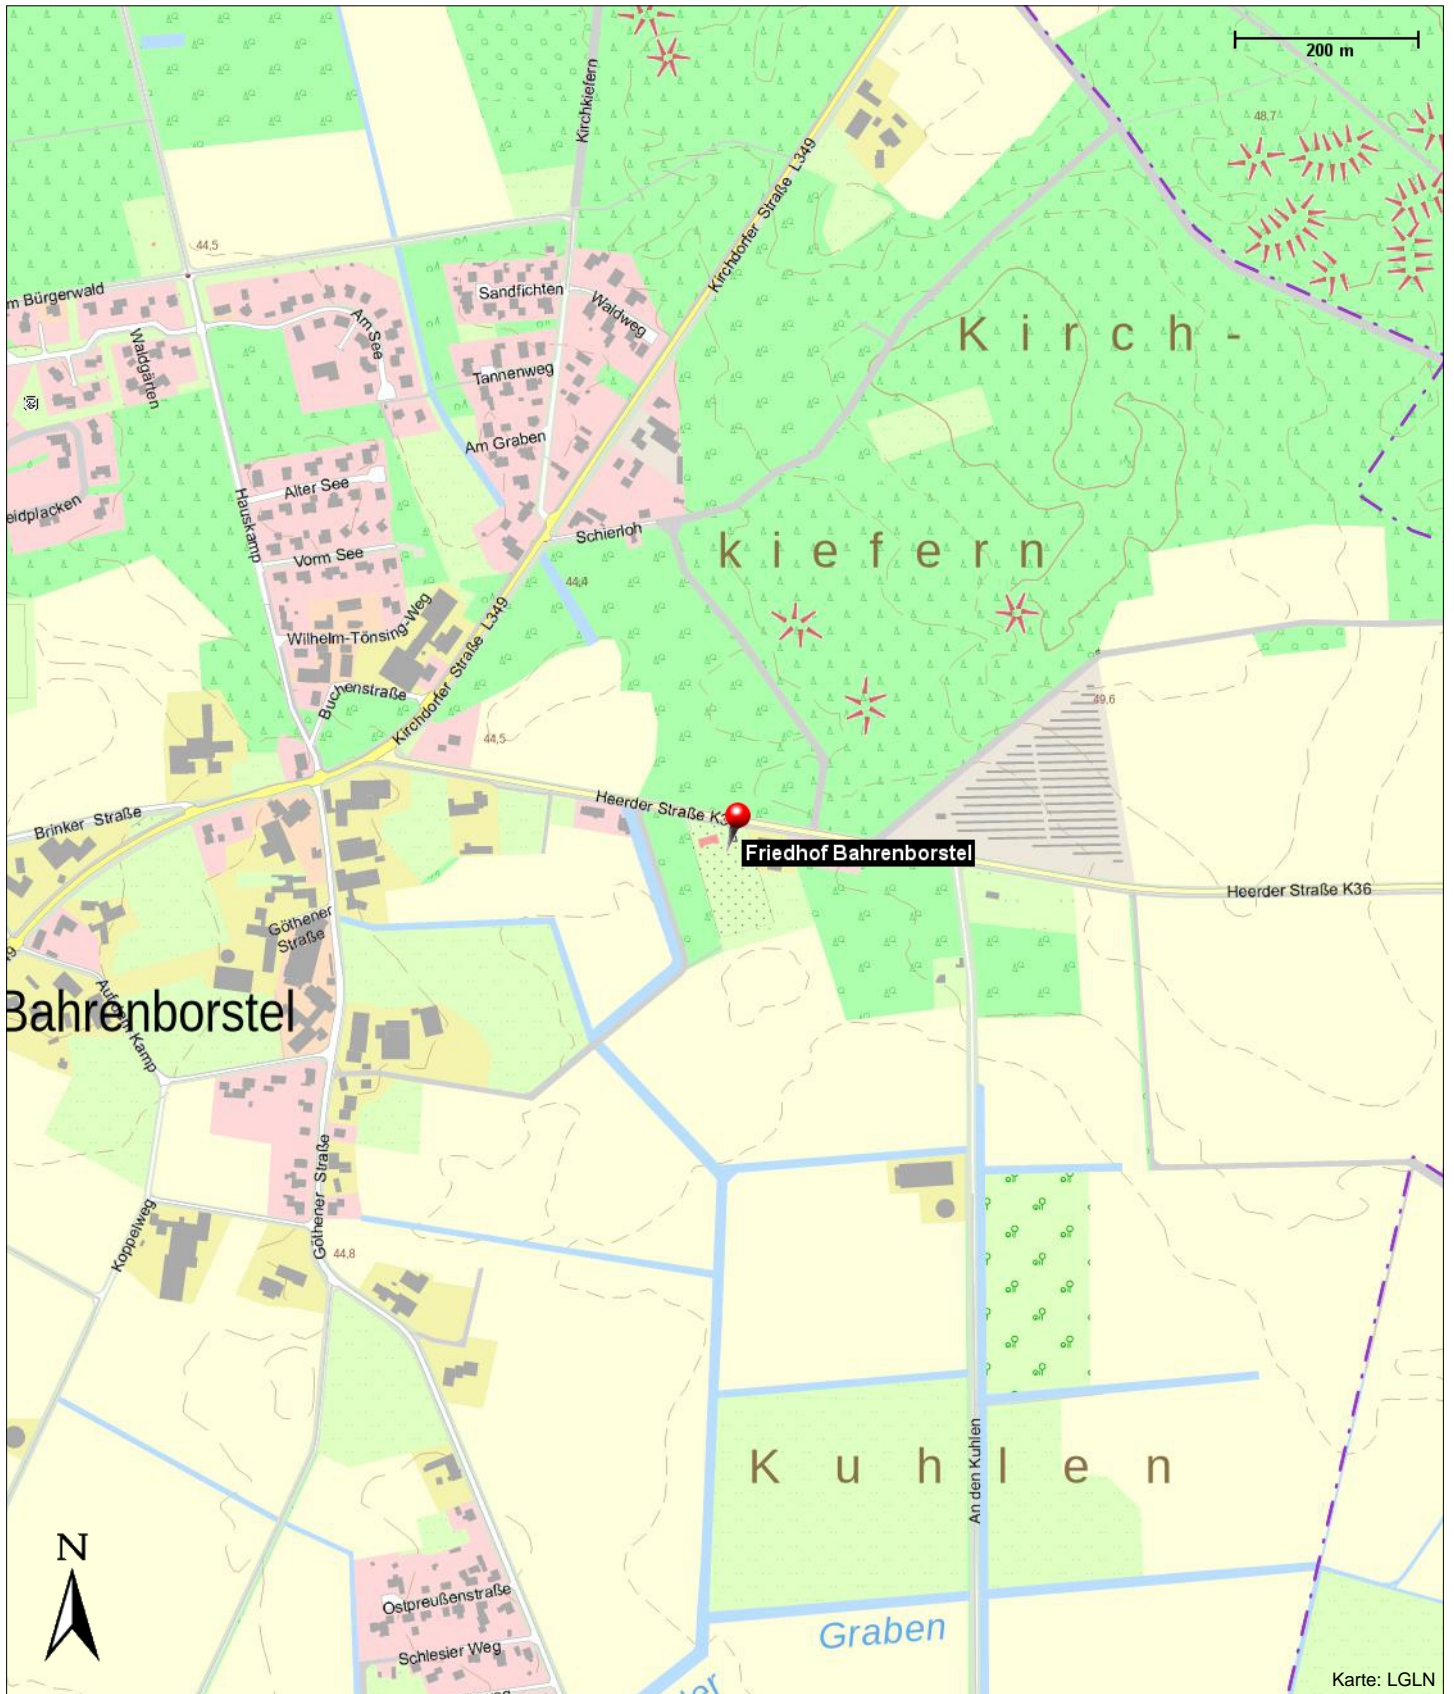 200 m
Kirchkiefern
48,7
Kirchdorfer Straße L349
44,5
Bürgerwald
Sandfichten
Waldweg
Am See
Waldgärten
Kirch-
Tannenweg
Am Graben
Alter See
Hauskamp
Schierloh
Vorm See
kiefern
44,4
Wilhelm-Tönsing-Weg
Kirchdorfer Straße L349
Buchenstraße
49,6
44,5
Heerder Straße
Brinker Straße
Friedhof Bahrenborstel
Heerder Straße K36
Göthener
Straße
Bahrenborstel
Auf dem Kamp
Göthener Straße
Koppelweg
44,8
Kuhlen
An den Kuhlen
N
Ostpreußenstraße
Graben
Schlesier Weg
Karte: LGLN